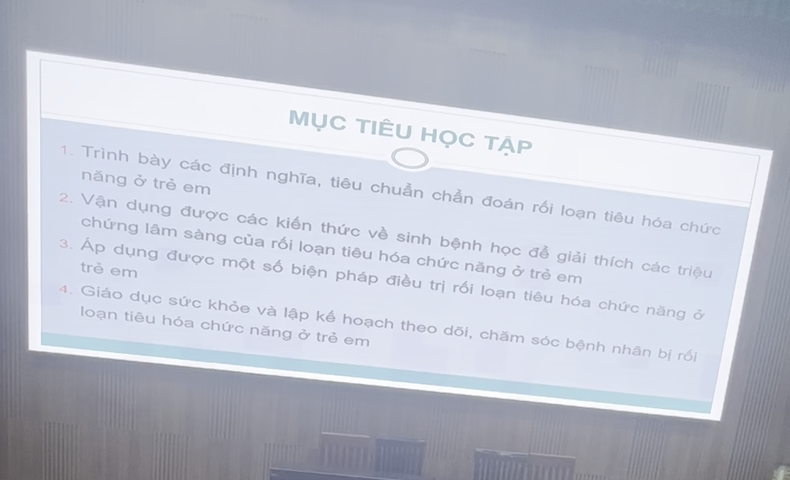 MỤC TIÊU HỌC TẬP
1. Trình bày các định nghĩa, tiêu chuẩn chẩn đoán rối loạn tiêu hóa chức
năng ở trẻ em
2. Vận dụng được các kiến thức về sinh bệnh học để giải thích các triệu
chứng lâm sàng của rối loạn tiêu hóa chức năng ở trẻ em
3. Áp dụng được một số biện pháp điều trị rối loạn tiêu hóa chức năng ở
trẻ em
4. Giáo dục sức khỏe và lập kế hoạch theo dõi, chăm sóc bệnh nhân bị rối
loạn tiêu hóa chức năng ở trẻ em